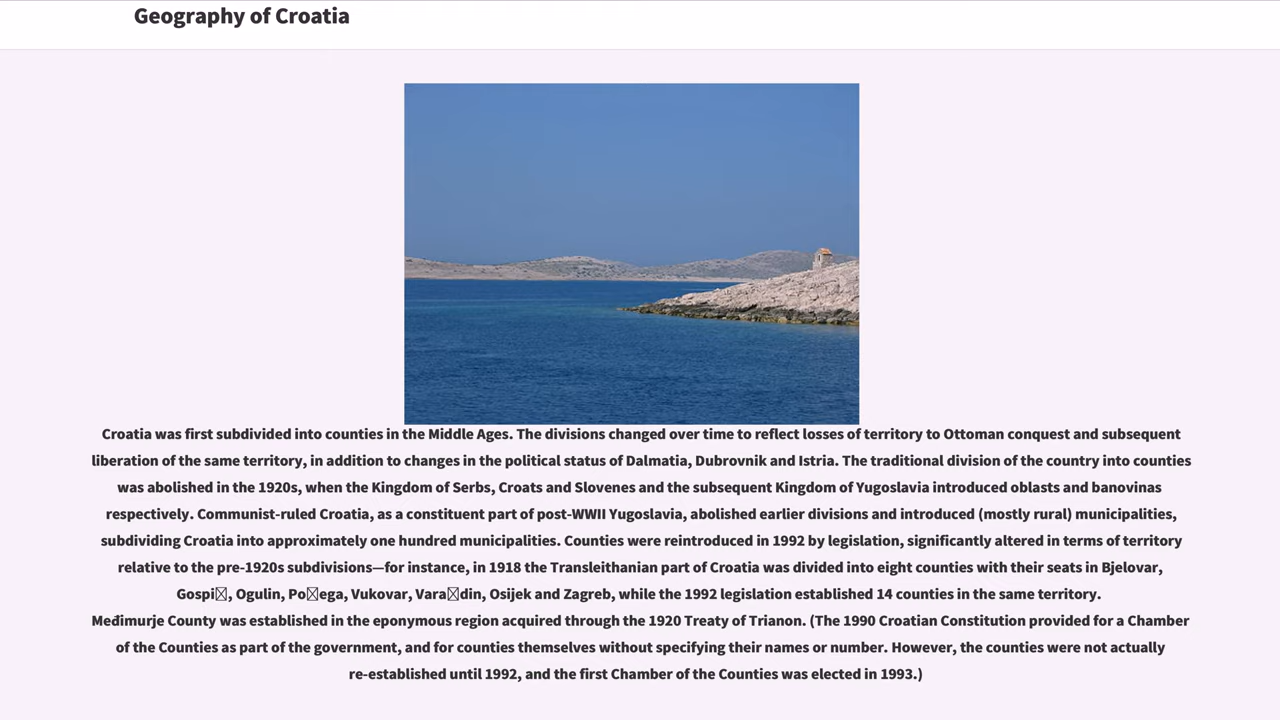 Geography of Croatia
Croatia was first subdivided into counties in the Middle Ages. The divisions changed over time to reflect losses of territory to Ottoman conquest and subsequent
liberation of the same territory, in addition to changes in the political status of Dalmatia, Dubrovnik and Istria. The traditional division of the country into counties
was abolished in the 1920s, when the Kingdom of Serbs, Croats and Slovenes and the subsequent Kingdom of Yugoslavia introduced oblasts and banovinas
respectively. Communist-ruled Croatia, as a constituent part of post-WWII Yugoslavia, abolished earlier divisions and introduced (mostly rural) municipalities,
subdividing Croatia into approximately one hundred municipalities. Counties were reintroduced in 1992 by legislation, significantly altered in terms of territory
relative to the pre-1920s subdivisions—for instance, in 1918 the Transleithanian part of Croatia was divided into eight counties with their seats in Bjelovar,
Gospi□, Ogulin, Po□ega, Vukovar, Vara□din, Osijek and Zagreb, while the 1992 legislation established 14 counties in the same territory.
Međimurje County was established in the eponymous region acquired through the 1920 Treaty of Trianon. (The 1990 Croatian Constitution provided for a Chamber
of the Counties as part of the government, and for counties themselves without specifying their names or number. However, the counties were not actually
re-established until 1992, and the first Chamber of the Counties was elected in 1993.)